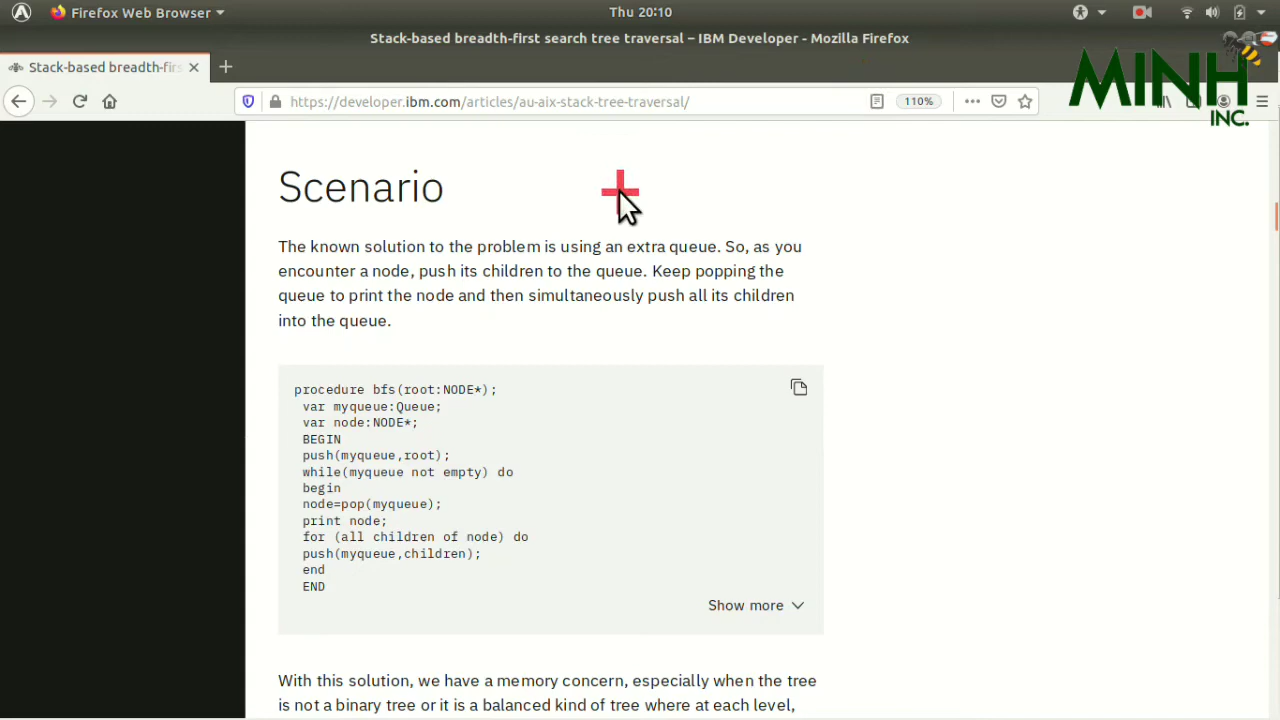 Firefox Web Browser
Thu 20:10
Stack-based breadth-first search tree traversal – IBM Developer - Mozilla Firefox
Stack-based breadth-firs
https://developer.ibm.com/articles/au-aix-stack-tree-traversal/
110%
MINH
INC.
Scenario
The known solution to the problem is using an extra queue. So, as you
encounter a node, push its children to the queue. Keep popping the
queue to print the node and then simultaneously push all its children
into the queue.
procedure bfs(root:NODE*);
var myqueue:Queue;
var node:NODE*;
BEGIN
push(myqueue,root);
while(myqueue not empty) do
begin
node=pop(myqueue);
print node;
for (all children of node) do
push(myqueue,children);
end
END
Show more
With this solution, we have a memory concern, especially when the tree
is not a binary tree or it is a balanced kind of tree where at each level,